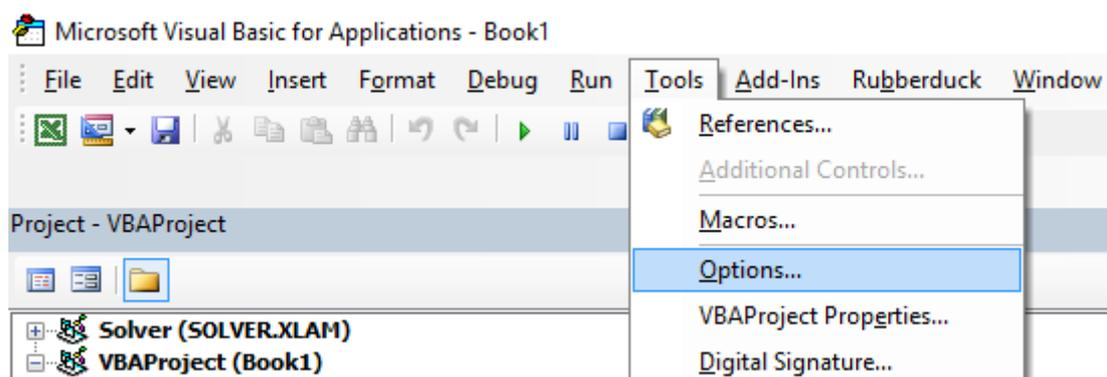 Microsoft Visual Basic for Applications - Book1
File Edit View Insert Format Debug Run Tools Add-Ins Rubberduck Window
References...
Additional Controls...
Project - VBAProject
Macros...
Options...
VBAProject Properties...
Solver (SOLVER.XLAM)
VBAProject (Book1)
Digital Signature...